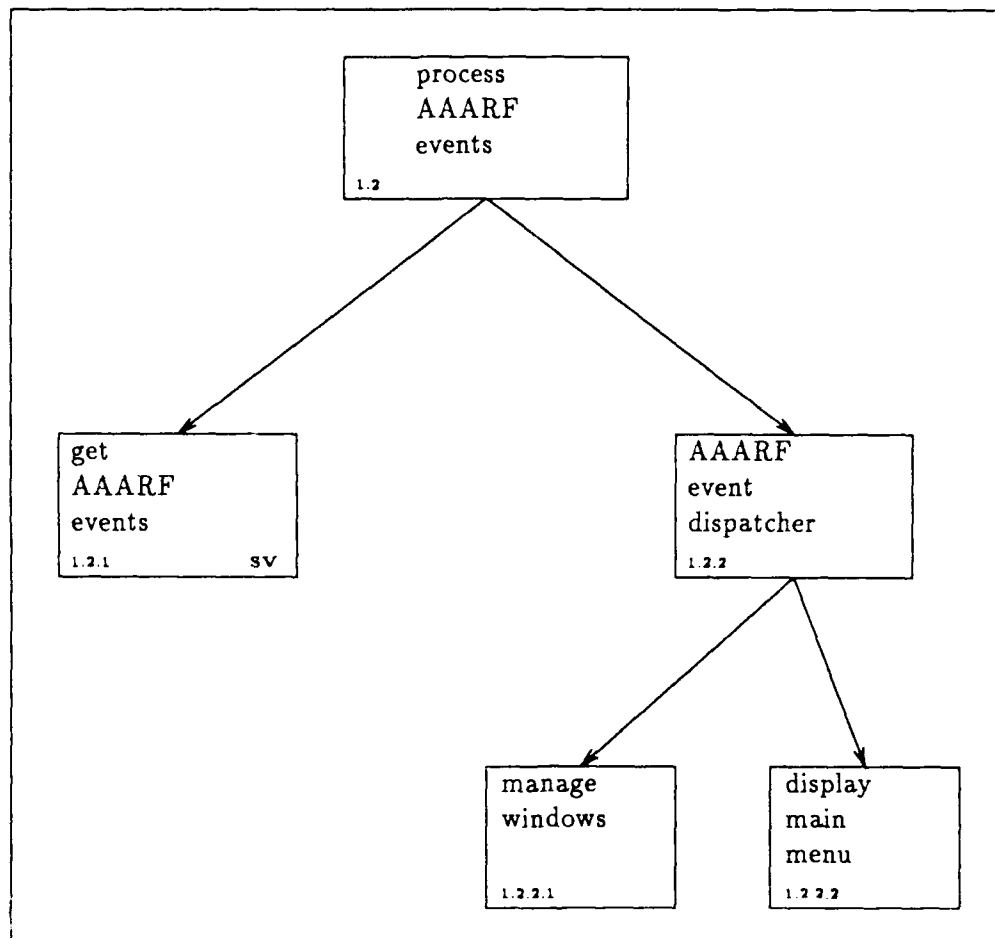 process
AAARF
events
1.2
get
AAARF
events
1.2.1 SV
AAARF
event
dispatcher
1.2.2
manage
windows
1.2.2.1
display
main
menu
1.2 2.2